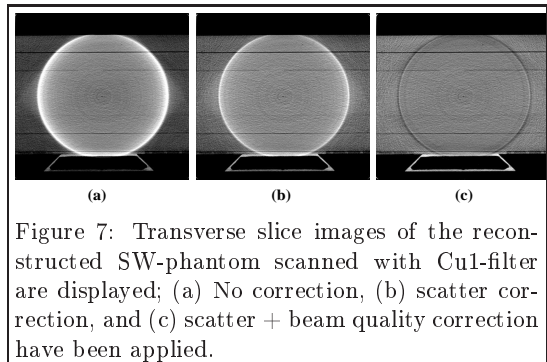 (a) (b) (c)
Figure 7: Transverse slice images of the recon-
structed SW-phantom scanned with Cu1-filter
are displayed; (a) No correction, (b) scatter cor-
rection, and (c) scatter + beam quality correction
have been applied.